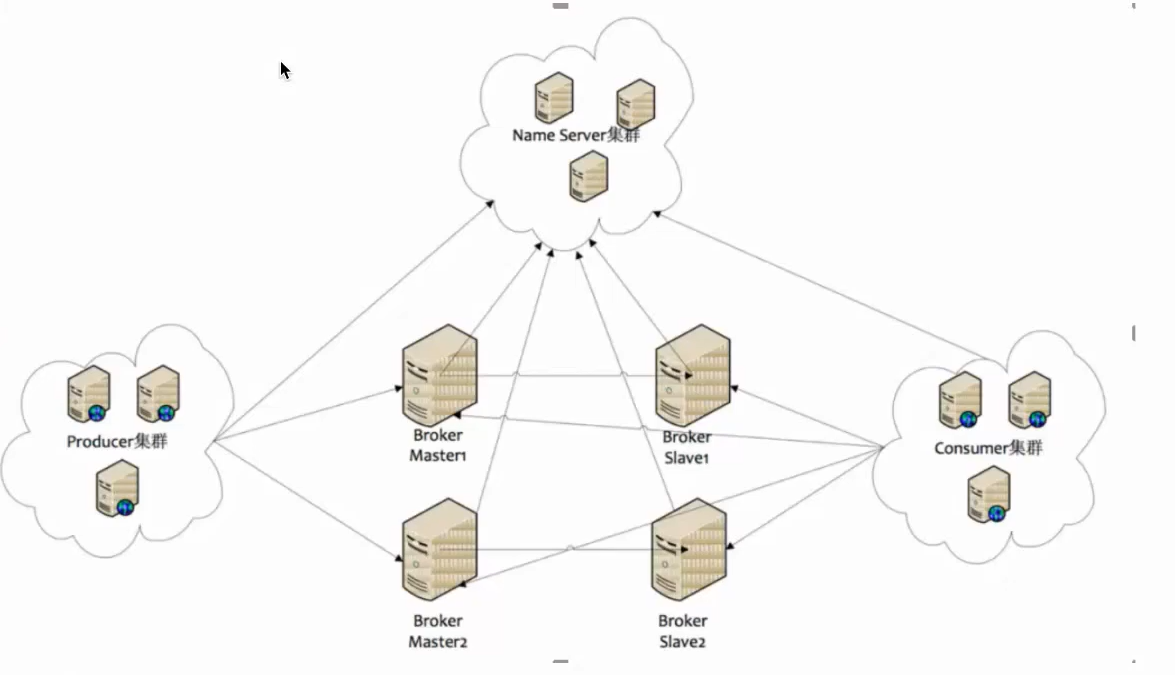 Name Server集群
Producer集群
Broker
Master1
Broker
Slave1
Consumer集群
Broker
Master2
Broker
Slave2